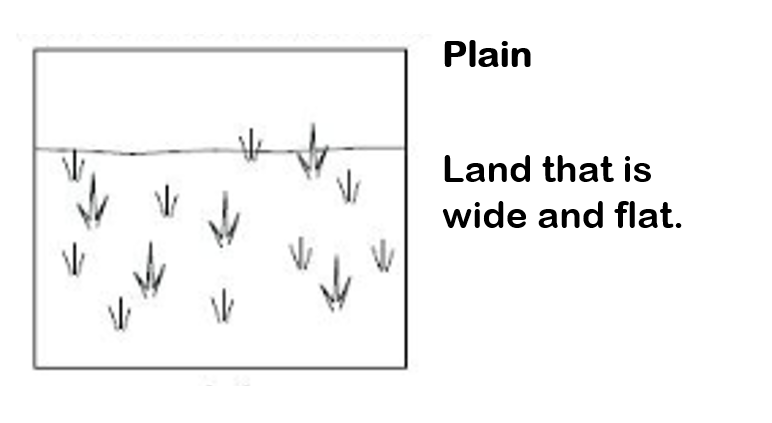 Plain
Land that is
wide and flat.